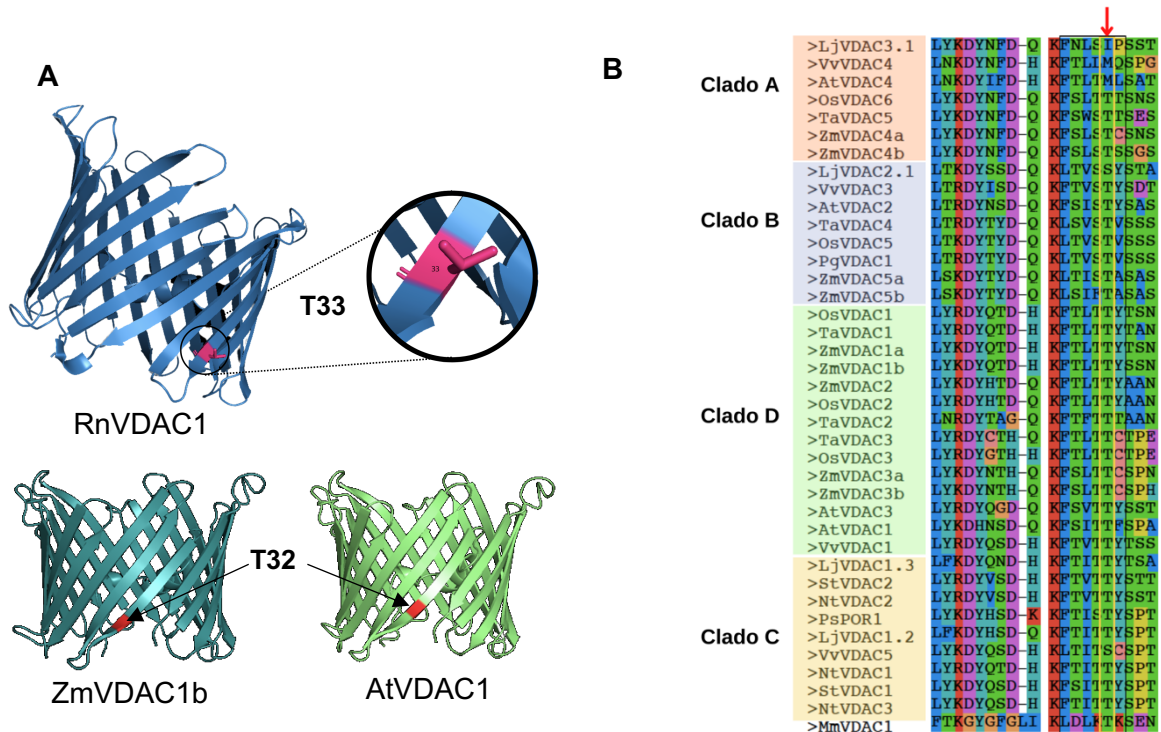 A
T33
RnVDAC1
33
T32
ZmVDAC1b
AtVDAC1
B
Clado A
>LjVDAC3.1 LYKDYNFD-Q KFNLSIPSST
>VvVDAC4 LNKDYNFD-H KFTLIMQSPG
>AtVDAC4 LNKDYIFD-H KFTLTMLSAT
>OsVDAC6 LYKDYNFD-Q KFSLTTTSNS
>TaVDAC5 LYKDYNFD-Q KFSWSTTSES
>ZmVDAC4a LYKDYNFD-Q KFSLSTCSNS
>ZmVDAC4b LYKDYNFD-Q KFSLSTSSGS
Clado B
>LjVDAC2.1 LTKDYSSD-Q KLTVSSYSTA
>VvVDAC3 LTRDYISD-Q KFTVSTYSDT
>AtVDAC2 LTRDYNSD-Q KFSISTYSAS
>TaVDAC4 LTKDYTYD-Q KLTVSTVSSS
>OsVDAC5 LTKDYTYD-Q KLTVSTVSSS
>PgVDAC1 LTRDYTYD-Q KLTVSTVSSS
>ZmVDAC5a LSKDYTYD-Q KLTISTASAS
>ZmVDAC5b LSKDYTYD-Q KLSIFTASAS
Clado D
>OsVDAC1 LYRDYQTD-H KFTLTTYTSN
>TaVDAC1 LYRDYQTD-H KFTLTTYTAN
>ZmVDAC1a LYKDYQTD-H KFTLTTYTSN
>ZmVDAC1b LYKDYQTD-H KFTLTTYTSN
>ZmVDAC2 LYKDYHTD-Q KFTLTTYAAN
>OsVDAC2 LYRDYHTD-Q KFTLTTYAAN
>TaVDAC2 LNRDYTAG-Q KFTFTTTAAN
>TaVDAC3 LYRDYCTH-Q KFTLTTCTPE
>OsVDAC3 LYRDYGTH-H KFTLTTCTPE
>ZmVDAC3a LYKDYNTH-Q KFSLTTCSPN
>ZmVDAC3b LYKDYNTH-Q KFSLTTCSPH
>AtVDAC3 LYRDYQGD-Q KFSVTTYSST
>AtVDAC1 LYKDHNSD-Q KFSITTFSPA
>VvVDAC1 LYRDYQSD-H KFTVTTYTSS
Clado C
>LjVDAC1.3 LFKDYQND-H KFTITTYTSA
>StVDAC2 LYRDYVSD-H KFTVTTYSTT
>NtVDAC2 LYRDYVSD-H KFTVTTYSST
>PsPOR1 LYKDYHSD-K KFTISTYSPT
>LjVDAC1.2 LFKDYHSD-Q KFTITTYSPT
>VvVDAC5 LYKDYQSD-H KLTITSCSPT
>NtVDAC1 LYRDYTTD-H KFTITTYSPT
>StVDAC1 LYKDYQSD-H KFSITTYSPT
>NtVDAC3 LYKDYQSD-H KFSITTYSPT
>MmVDAC1 FTKGYGFGLI KLDLKTKSEN